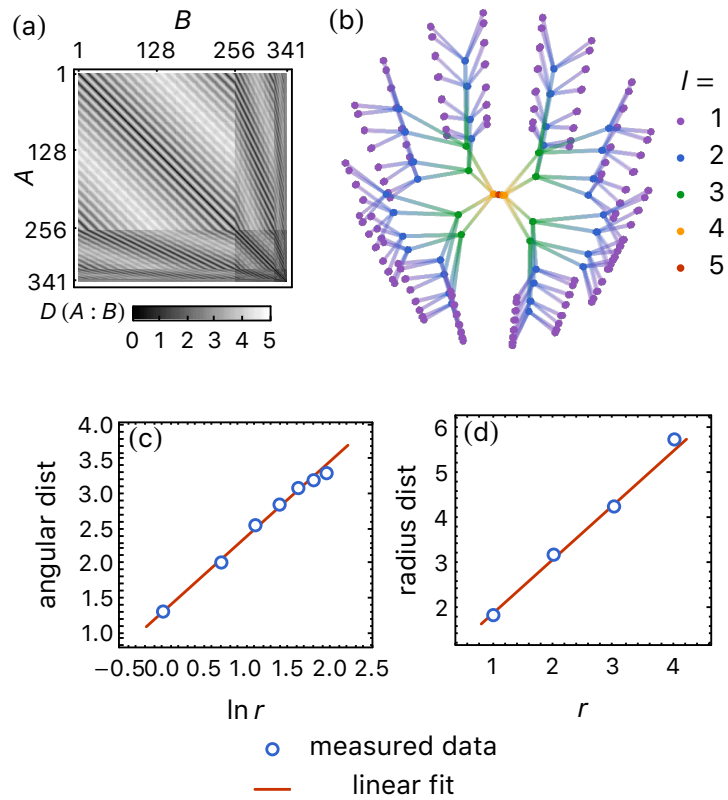 (a)
B
1 128 256 341
A
1
128
256
341
D (A : B)
0 1 2 3 4 5
(b)
l =
1
2
3
4
5
(c)
angular dist
4.0
3.5
3.0
2.5
2.0
1.5
1.0
−0.5 0.0 0.5 1.0 1.5 2.0 2.5
ln r
(d)
radius dist
6
5
4
3
2
1 2 3 4
r
measured data
linear fit